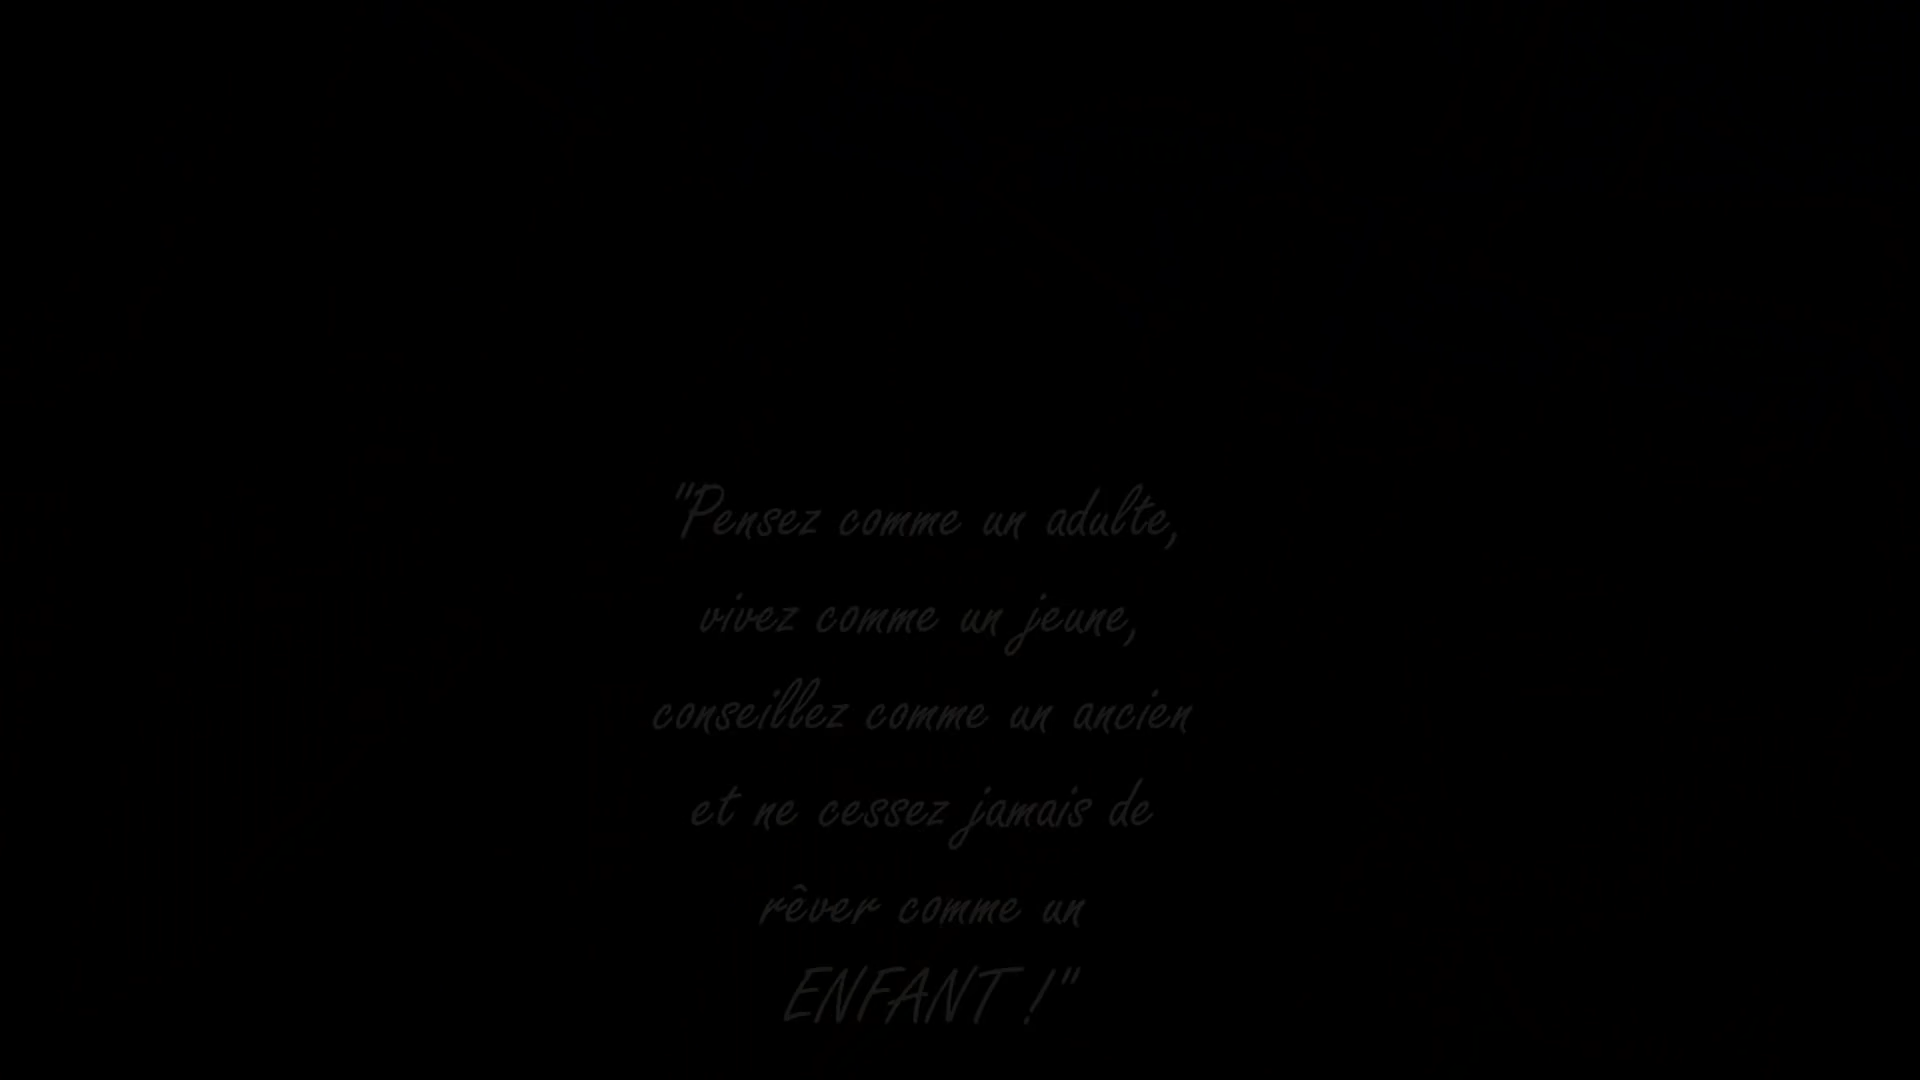 "Pensez comme un adulte,
vivez comme un jeune,
conseillez comme un ancien
et ne cessez jamais de
rêver comme un
ENFANT !"